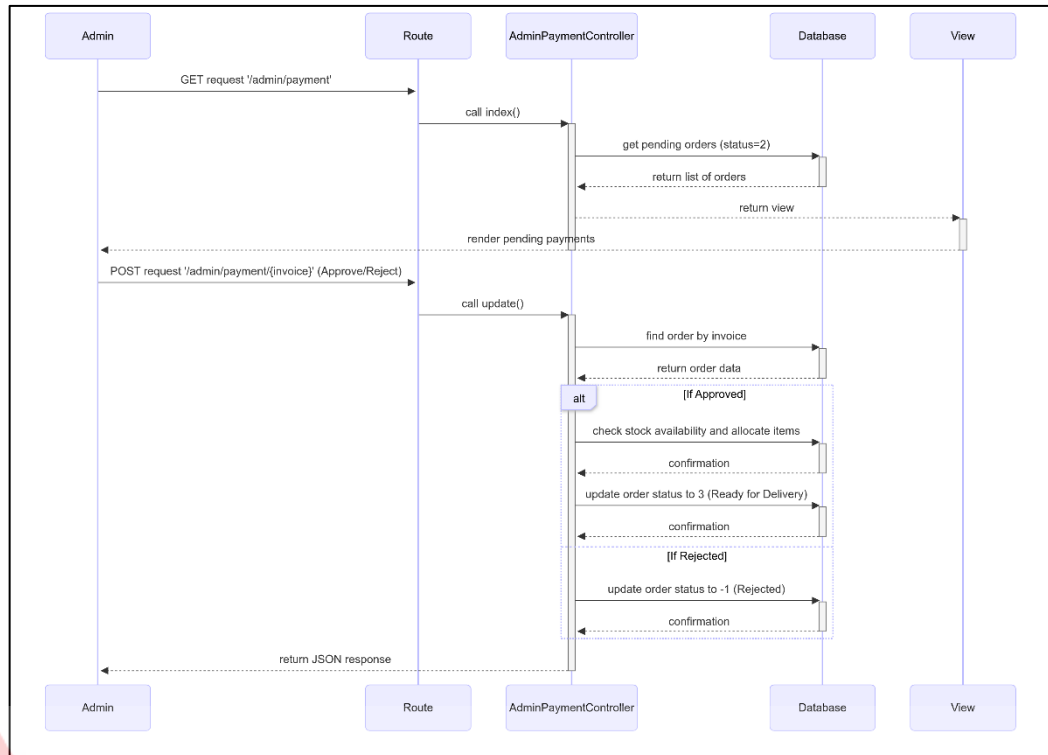 Admin
Route
AdminPaymentController
Database
View
GET request '/admin/payment'
call index()
get pending orders (status=2)
return list of orders
return view
render pending payments
POST request '/admin/payment/{invoice}' (Approve/Reject)
call update()
find order by invoice
return order data
alt
[If Approved]
check stock availability and allocate items
confirmation
update order status to 3 (Ready for Delivery)
confirmation
[If Rejected]
update order status to -1 (Rejected)
confirmation
return JSON response
Admin
Route
AdminPaymentController
Database
View